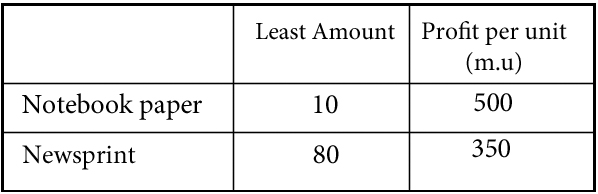 Least Amount Profit per unit
(m.u)
Notebook paper 10 500
Newsprint 80 350